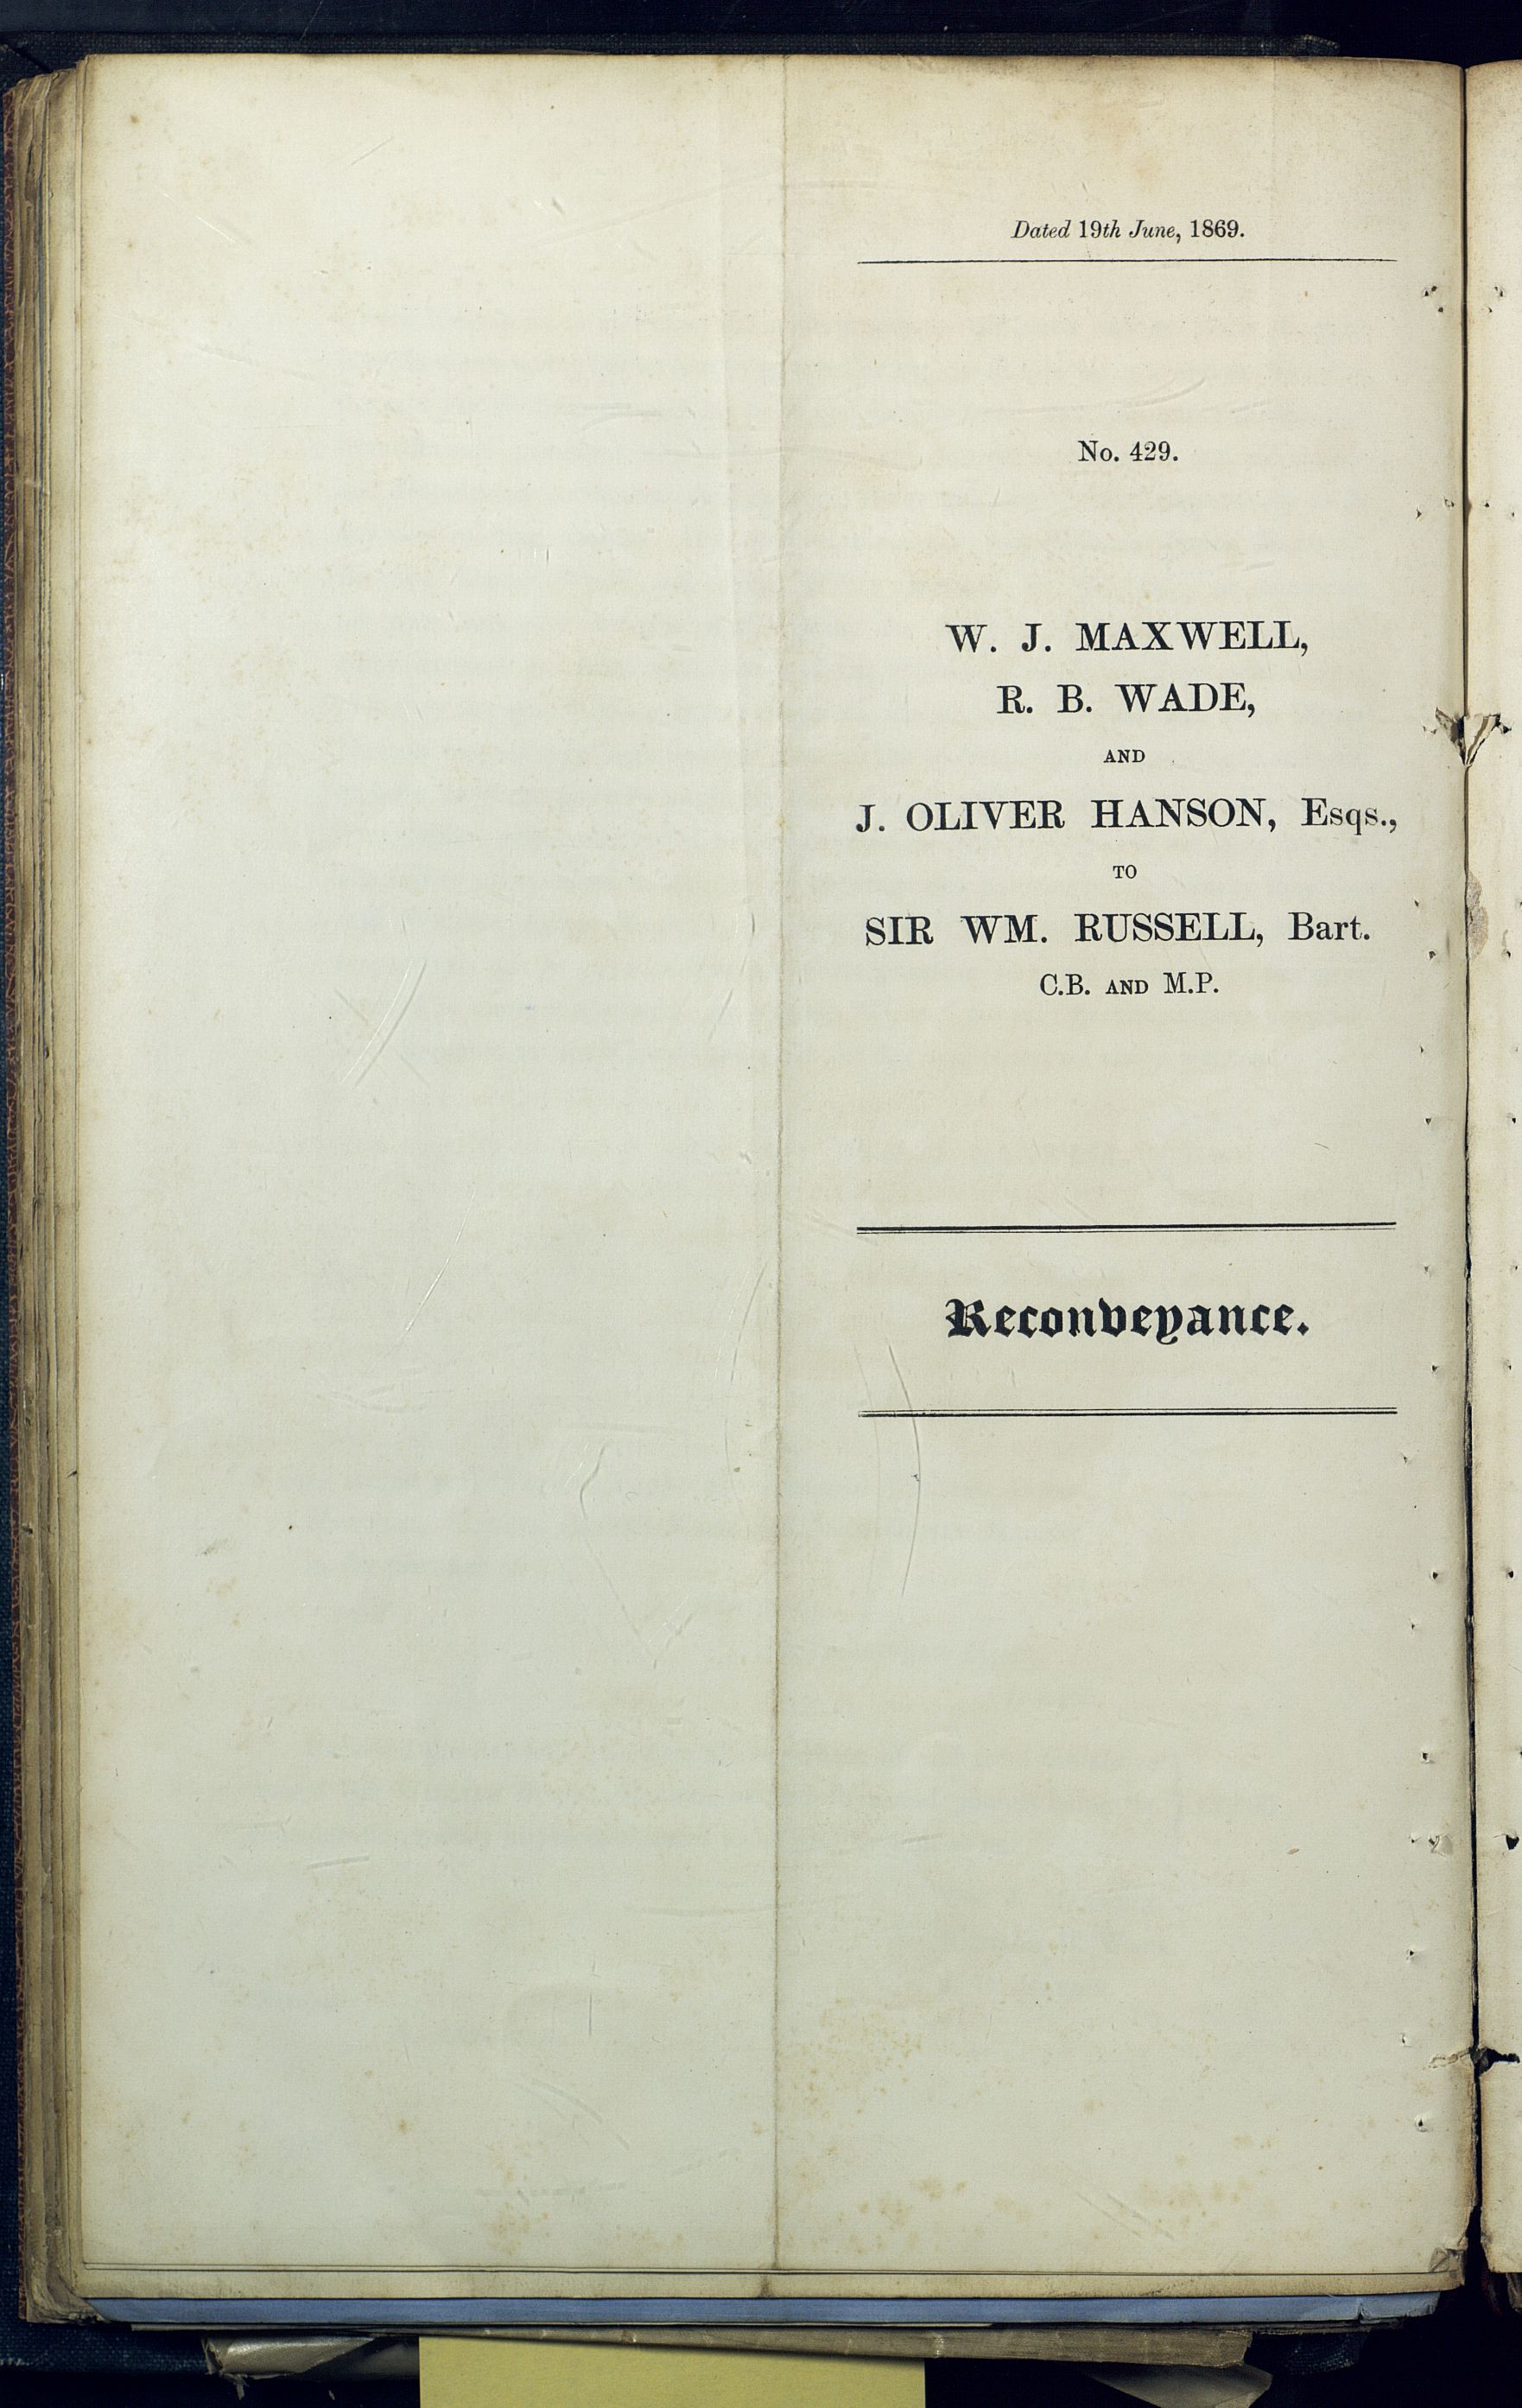 Dated 19th June, 1869.
No. 429.
W. J. MAXWELL,
R. B. WADE,
AND
J. OLIVER HANSON, Esqs.,
TO
SIR WM. RUSSELL, Bart.
C.B. AND M.P.
Reconveyance.